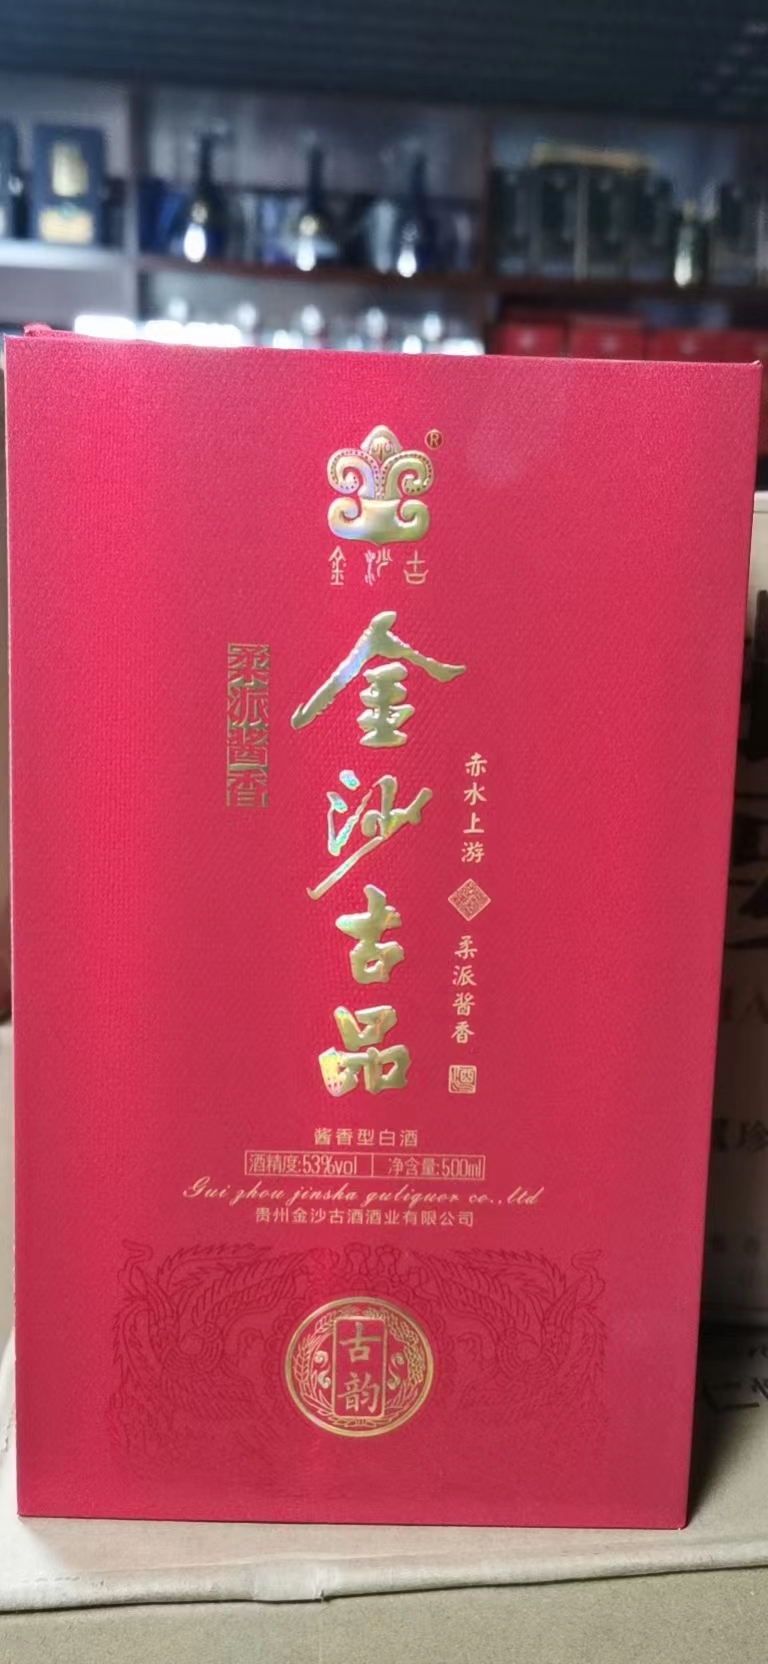 金沙古
金沙古品
柔派酱香
赤水上游
柔派酱香
酒
酱香型白酒
酒精度:53%vol 净含量:500ml
Gui zhou jinsha guliquor co.,ltd
贵州金沙古酒酒业有限公司
古韵